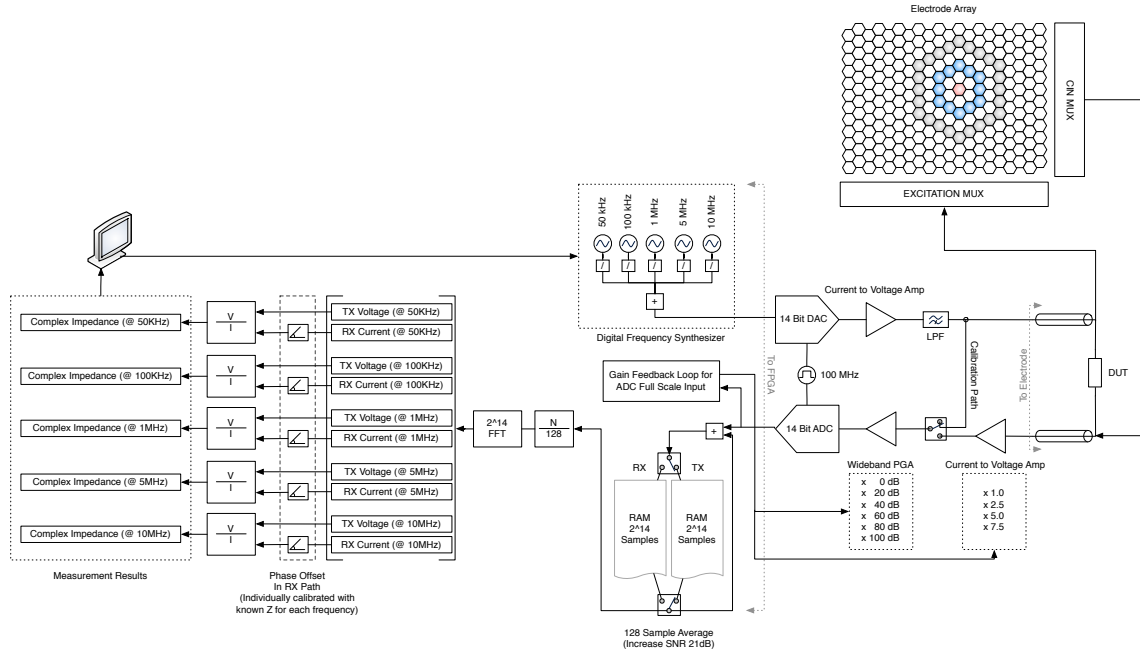 Electrode Array
CIN MUX
EXCITATION MUX
50 kHz
100 kHz
1 MHz
5 MHz
10 MHz
/
/
/
/
/
+
Digital Frequency Synthesizer
To FPGA
Current to Voltage Amp
14 Bit DAC
LPF
100 MHz
Calibration Path
To Electrode
DUT
Gain Feedback Loop for
ADC Full Scale Input
14 Bit ADC
+
Wideband PGA
x 0 dB
x 20 dB
x 40 dB
x 60 dB
x 80 dB
x 100 dB
Current to Voltage Amp
x 1.0
x 2.5
x 5.0
x 7.5
RX
TX
RAM
2^14
Samples
RAM
2^14
Samples
128 Sample Average
(Increase SNR 21dB)
N
128
2^14
FFT
TX Voltage (@ 50KHz)
RX Current (@ 50KHz)
TX Voltage (@ 100KHz)
RX Current (@ 100KHz)
TX Voltage (@ 1MHz)
RX Current (@ 1MHz)
TX Voltage (@ 5MHz)
RX Current (@ 5MHz)
TX Voltage (@ 10MHz)
RX Current (@ 10MHz)
Phase Offset
In RX Path
(Individually calibrated with
known Z for each frequency)
V
I
V
I
V
I
V
I
V
I
Complex Impedance (@ 50KHz)
Complex Impedance (@ 100KHz)
Complex Impedance (@ 1MHz)
Complex Impedance (@ 5MHz)
Complex Impedance (@ 10MHz)
Measurement Results